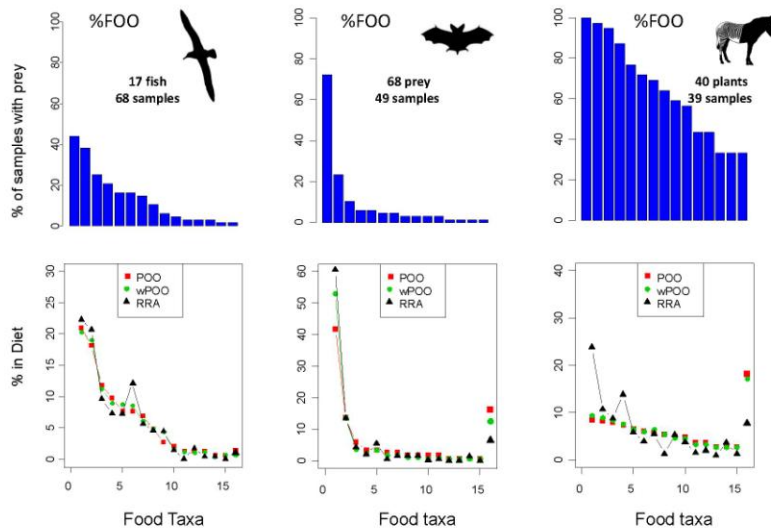 %FOO
%FOO
%FOO
17 fish
68 samples
68 prey
49 samples
40 plants
39 samples
% of samples with prey
0 20 40 60 80 100
0 20 40 60 80 100
0 20 40 60 80 100
% in Diet
0 5 10 15 20 25 30
POO
wPOO
RRA
0 5 10 15
Food Taxa
0 10 20 30 40 50 60
POO
wPOO
RRA
0 5 10 15
Food taxa
0 10 20 30 40
POO
wPOO
RRA
0 5 10 15
Food taxa